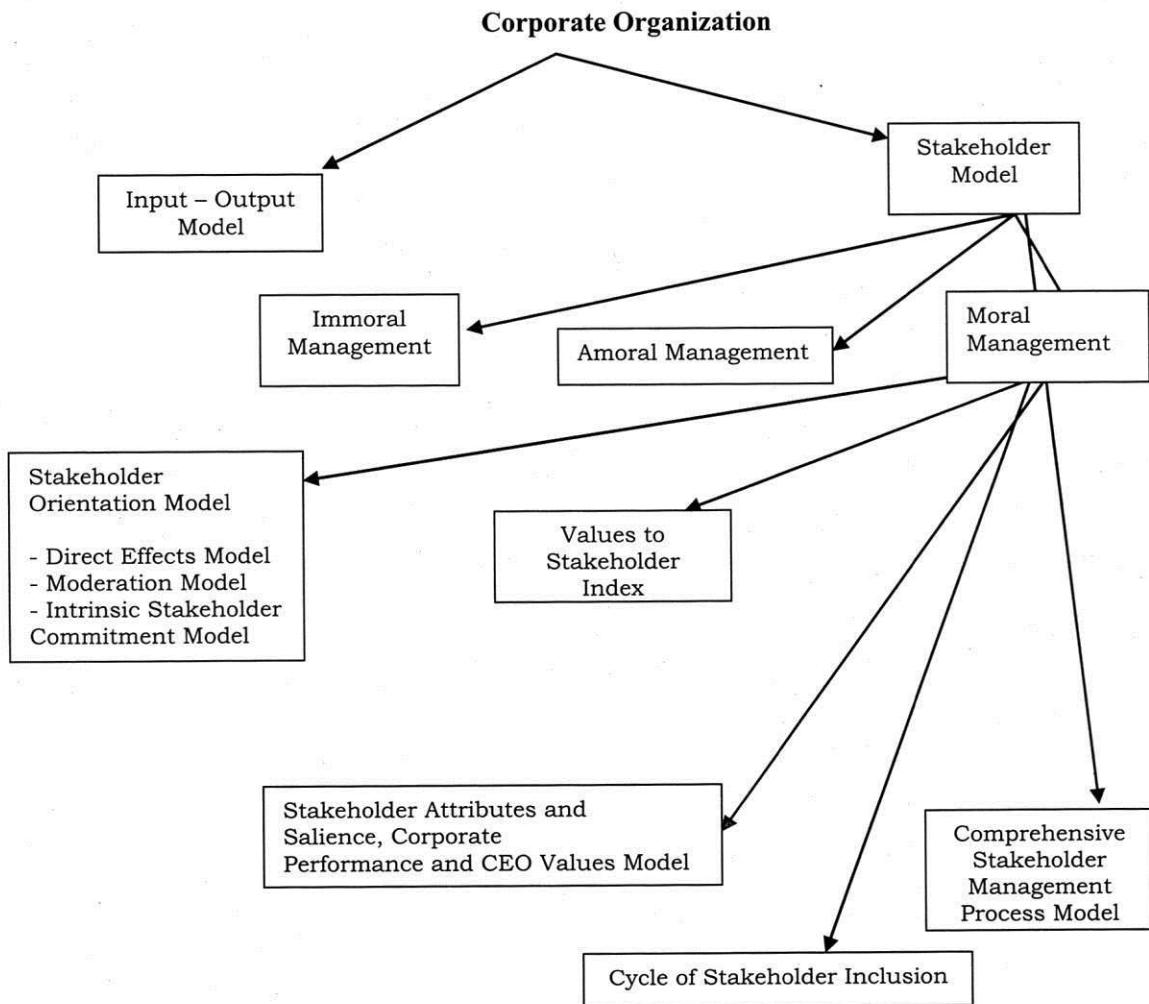 Corporate Organization
Stakeholder
Model
Input – Output
Model
Immoral
Management
Amoral Management
Moral
Management
Stakeholder
Orientation Model
- Direct Effects Model
- Moderation Model
- Intrinsic Stakeholder
Commitment Model
Values to
Stakeholder
Index
Stakeholder Attributes and
Salience, Corporate
Performance and CEO Values Model
Comprehensive
Stakeholder
Management
Process Model
Cycle of Stakeholder Inclusion